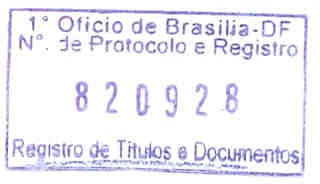 1° Ofício de Brasília-DF
N°. de Protocolo e Registro
820928
Registro de Títulos e Documentos